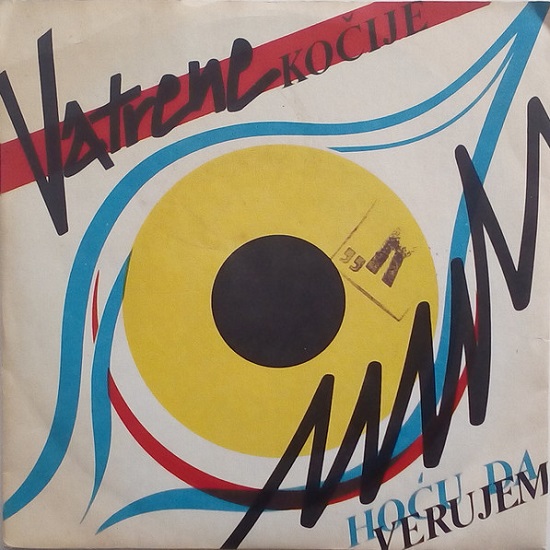 Vatrene
KOČIJE
HOĆU DA
VERUJEM